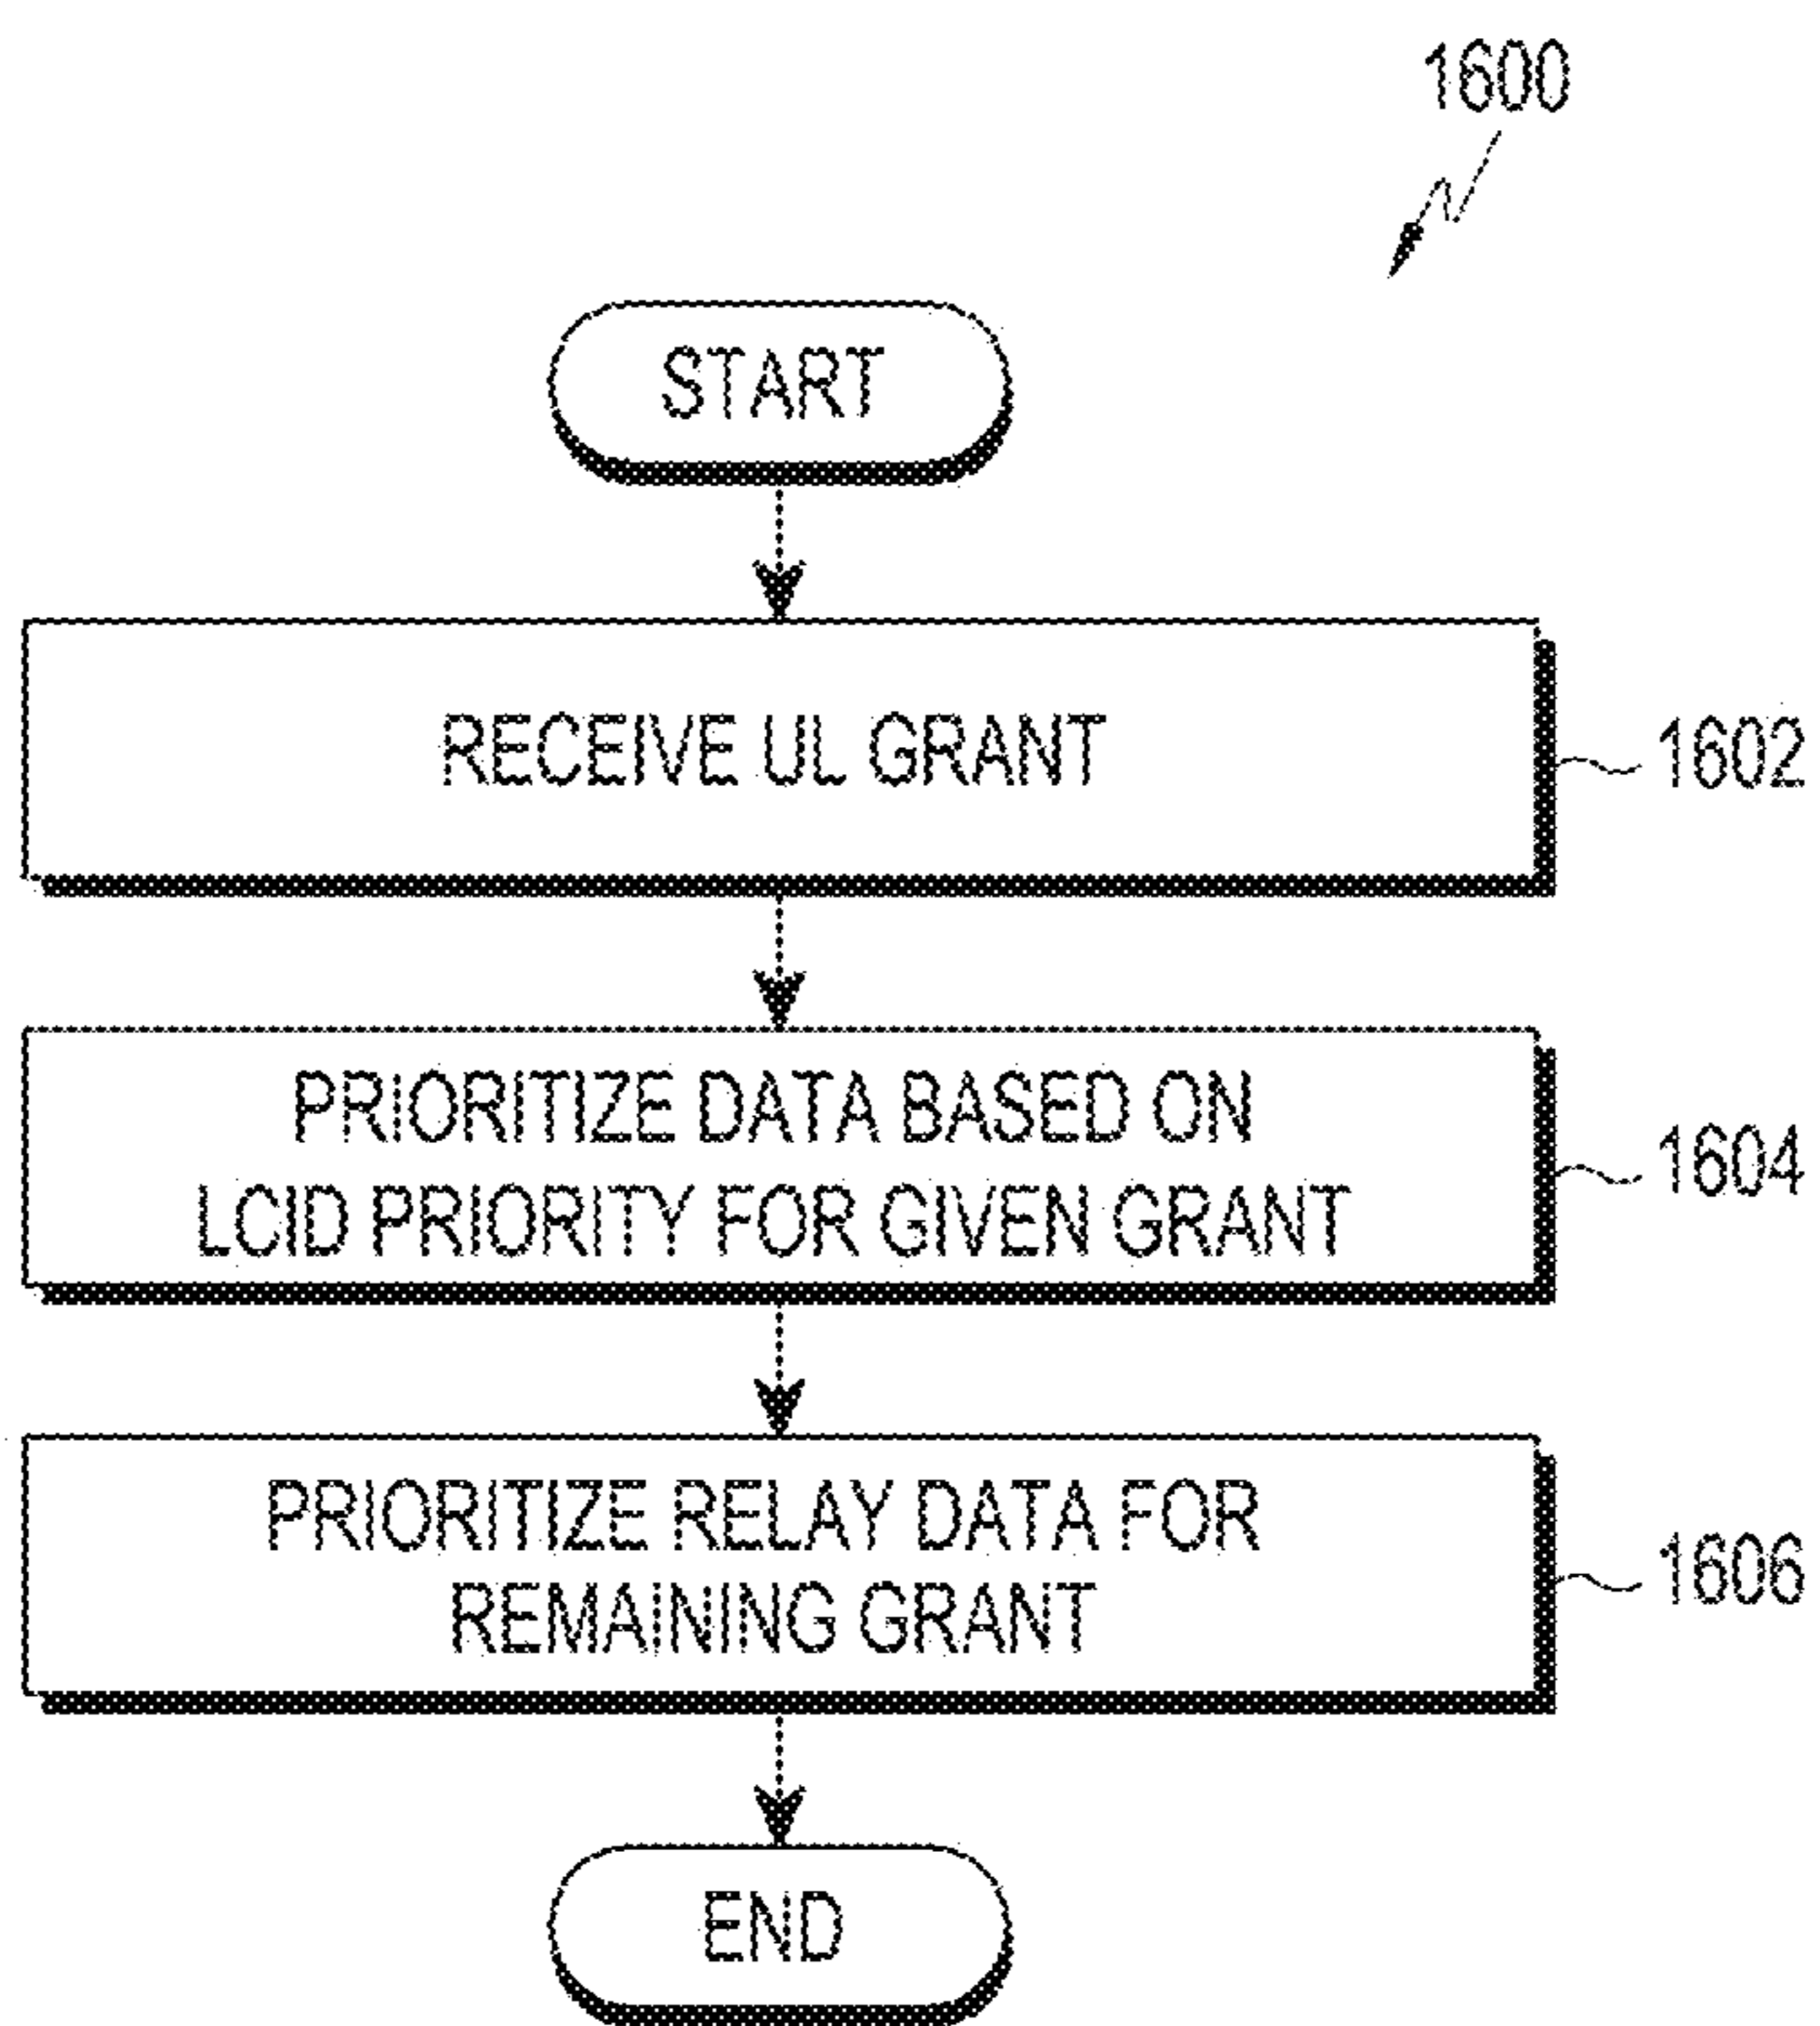 1600
START
RECEIVE UL GRANT
1602
PRIORITIZE DATA BASED ON
LCID PRIORITY FOR GIVEN GRANT
1604
PRIORITIZE RELAY DATA FOR
REMAINING GRANT
1606
END